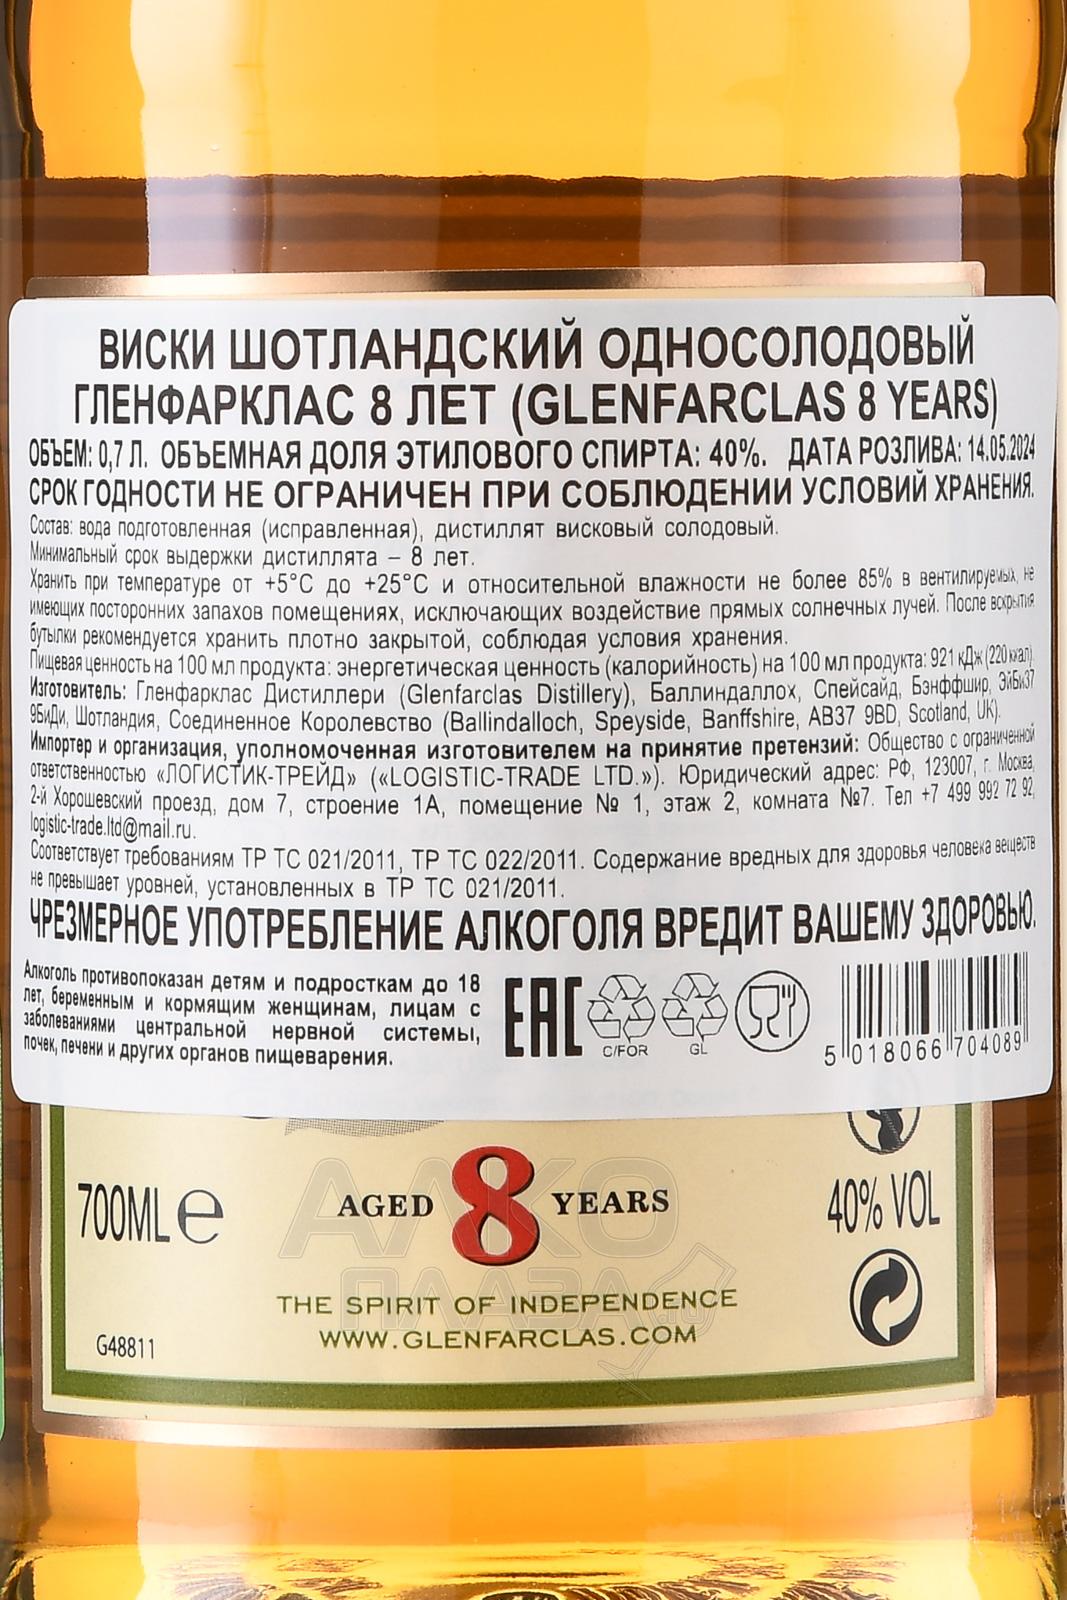 ВИСКИ ШОТЛАНДСКИЙ ОДНОСОЛОДОВЫЙ
ГЛЕНФАРКЛАС 8 ЛЕТ (GLENFARCLAS 8 YEARS)
ОБЪЕМ: 0,7 Л. ОБЪЕМНАЯ ДОЛЯ ЭТИЛОВОГО СПИРТА: 40%. ДАТА РОЗЛИВА: 14.05.2024
СРОК ГОДНОСТИ НЕ ОГРАНИЧЕН ПРИ СОБЛЮДЕНИИ УСЛОВИЙ ХРАНЕНИЯ.
Состав: вода подготовленная (исправленная), дистиллят висковый солодовый.
Минимальный срок выдержки дистиллята – 8 лет.
Хранить при температуре от +5°С до +25°С и относительной влажности не более 85% в вентилируемых, не
имеющих посторонних запахов помещениях, исключающих воздействие прямых солнечных лучей. После вскрытия
бутылки рекомендуется хранить плотно закрытой, соблюдая условия хранения.
Пищевая ценность на 100 мл продукта: энергетическая ценность (калорийность) на 100 мл продукта: 921 кДж (220 ккал).
Изготовитель: Гленфарклас Дистиллери (Glenfarclas Distillery), Баллиндаллох, Спейсайд, Бэнффшир, ЭйБи37
9БиДи, Шотландия, Соединенное Королевство (Ballindalloch, Speyside, Banffshire, AB37 9BD, Scotland, UK).
Импортер и организация, уполномоченная изготовителем на принятие претензий: Общество с ограниченной
ответственностью «ЛОГИСТИК-ТРЕЙД» («LOGISTIC-TRADE LTD.»). Юридический адрес: РФ, 123007, г. Москва,
2-й Хорошевский проезд, дом 7, строение 1А, помещение № 1, этаж 2, комната №7. Тел +7 499 992 72 92,
logistic-trade.ltd@mail.ru.
Соответствует требованиям ТР ТС 021/2011, ТР ТС 022/2011. Содержание вредных для здоровья человека веществ
не превышает уровней, установленных в ТР ТС 021/2011.
ЧРЕЗМЕРНОЕ УПОТРЕБЛЕНИЕ АЛКОГОЛЯ ВРЕДИТ ВАШЕМУ ЗДОРОВЬЮ.
Алкоголь противопоказан детям и подросткам до 18
лет, беременным и кормящим женщинам, лицам с
заболеваниями центральной нервной системы,
почек, печени и других органов пищеварения.
EAC
C/FOR
GL
5 018066 704089
700ML e
AGED 8 YEARS
40% VOL
THE SPIRIT OF INDEPENDENCE
WWW.GLENFARCLAS.COM
G48811
АЛКО
ПЛАЗА.ru